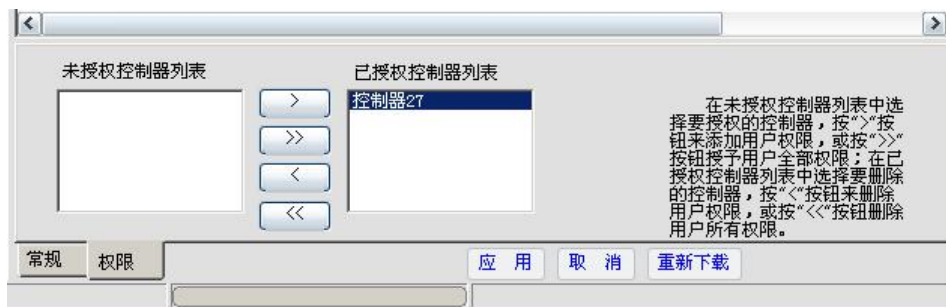 未授权控制器列表
已授权控制器列表
控制器27
>
>>
<
<<
在未授权控制器列表中选
择要授权的控制器，按“>”按
钮来添加用户权限，或按“>>“
按钮授予用户全部权限；在已
授权控制器列表中选择要删除
的控制器，按“<“按钮来删除
用户权限，或按“<<“按钮删除
用户所有权限。
常规
权限
应 用
取 消
重新下载